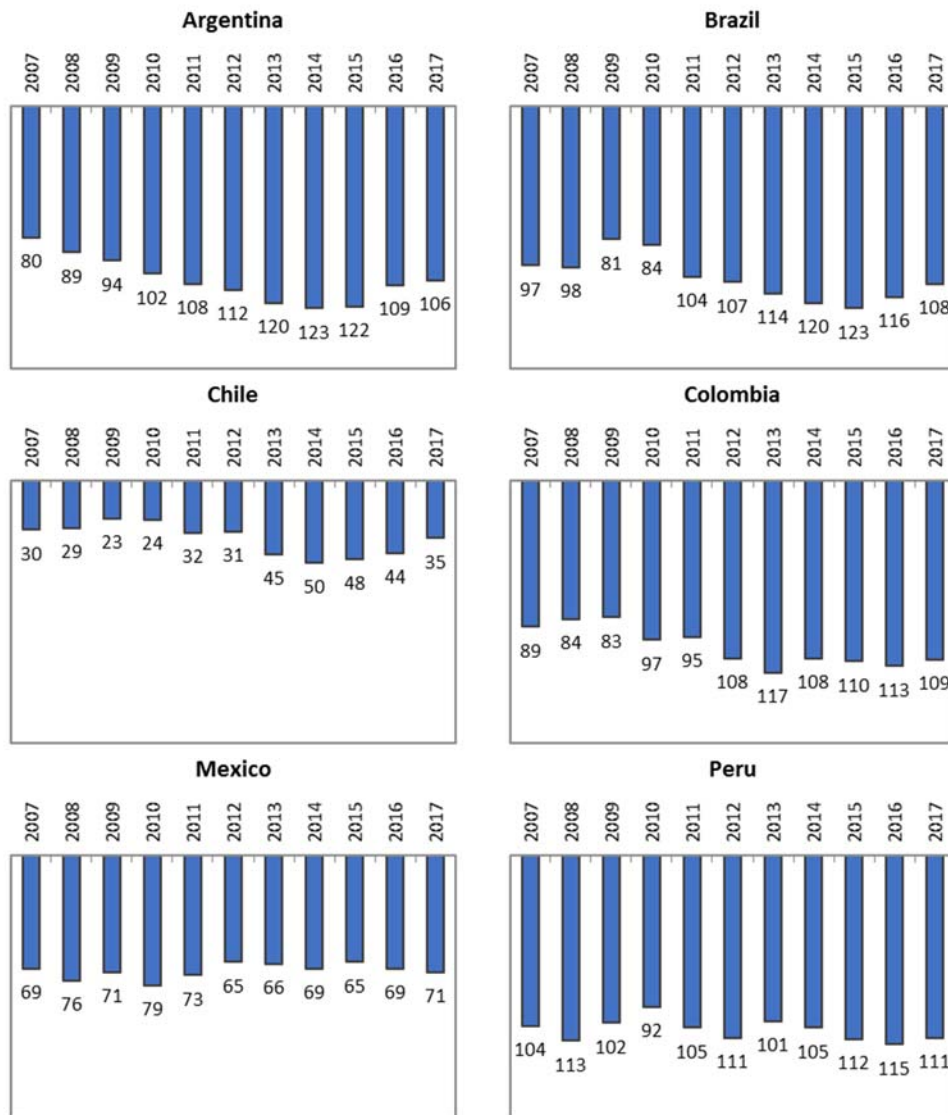 Argentina
2007 2008 2009 2010 2011 2012 2013 2014 2015 2016 2017
80 89 94 102 108 112 120 123 122 109 106
Brazil
2007 2008 2009 2010 2011 2012 2013 2014 2015 2016 2017
97 98 81 84 104 107 114 120 123 116 108
Chile
2007 2008 2009 2010 2011 2012 2013 2014 2015 2016 2017
30 29 23 24 32 31 45 50 48 44 35
Colombia
2007 2008 2009 2010 2011 2012 2013 2014 2015 2016 2017
89 84 83 97 95 108 117 108 110 113 109
Mexico
2007 2008 2009 2010 2011 2012 2013 2014 2015 2016 2017
69 76 71 79 73 65 66 69 65 69 71
Peru
2007 2008 2009 2010 2011 2012 2013 2014 2015 2016 2017
104 113 102 92 105 111 101 105 112 115 111